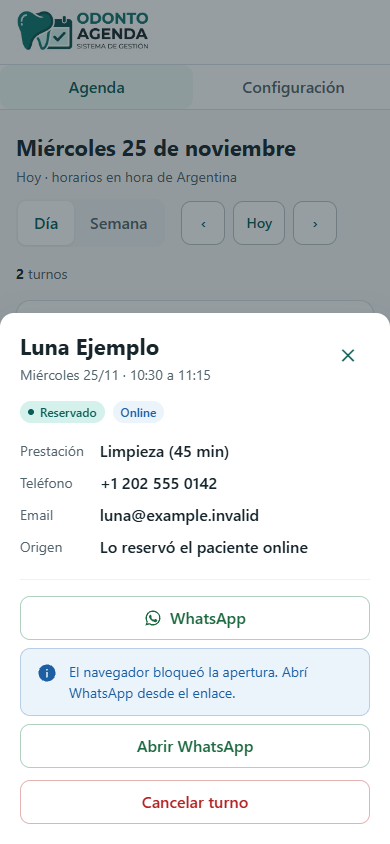 ODONTO
AGENDA
SISTEMA DE GESTIÓN
Agenda
Configuración
Miércoles 25 de noviembre
Hoy · horarios en hora de Argentina
Día
Semana
‹
Hoy
›
2 turnos
Luna Ejemplo
Miércoles 25/11 · 10:30 a 11:15
Reservado
Online
Prestación Limpieza (45 min)
Teléfono +1 202 555 0142
Email luna@example.invalid
Origen Lo reservó el paciente online
WhatsApp
El navegador bloqueó la apertura. Abrí
WhatsApp desde el enlace.
Abrir WhatsApp
Cancelar turno